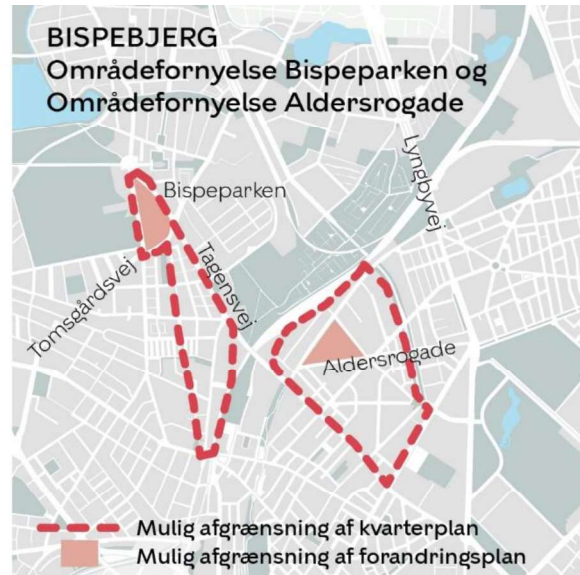 BISPEBJERG
Områdefornyelse Bispeparken og
Områdefornyelse Aldersrogade
Lyngbyvej
Bispeparken
Tagensvej
Tomsgårdsvej
Aldersrogade
Mulig afgrænsning af kvarterplan
Mulig afgrænsning af forandringsplan